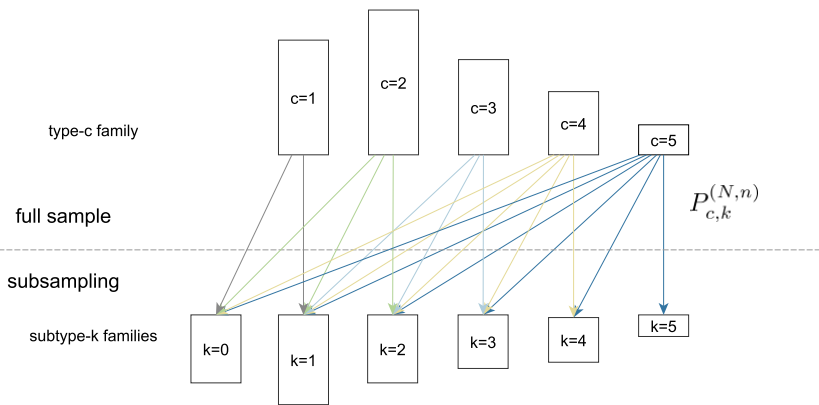 c=1
c=2
c=3
c=4
c=5
type-c family
P_{c,k}^{(N,n)}
full sample
subsampling
subtype-k families
k=0
k=1
k=2
k=3
k=4
k=5